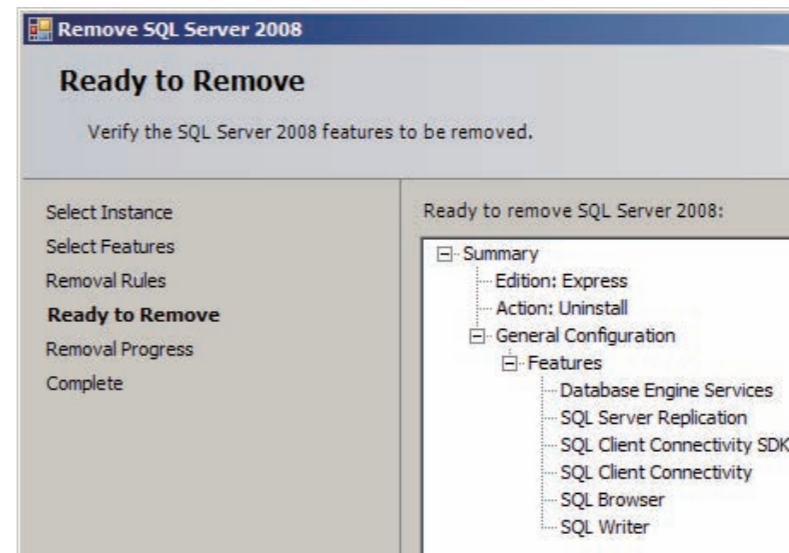 Remove SQL Server 2008
Ready to Remove
Verify the SQL Server 2008 features to be removed.
Select Instance
Select Features
Removal Rules
Ready to Remove
Removal Progress
Complete
Ready to remove SQL Server 2008:
Summary
Edition: Express
Action: Uninstall
General Configuration
Features
Database Engine Services
SQL Server Replication
SQL Client Connectivity SDK
SQL Client Connectivity
SQL Browser
SQL Writer